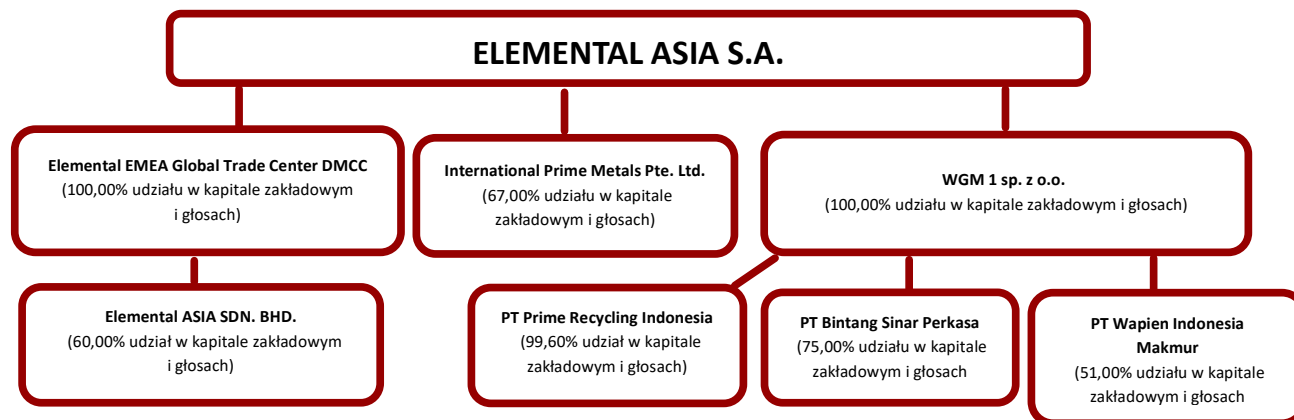 ELEMENTAL ASIA S.A.
Elemental EMEA Global Trade Center DMCC
(100,00% udziału w kapitale zakładowym
i głosach)
International Prime Metals Pte. Ltd.
(67,00% udziału w kapitale
zakładowym i głosach)
WGM 1 sp. z o.o.
(100,00% udziału w kapitale zakładowym i głosach)
Elemental ASIA SDN. BHD.
(60,00% udział w kapitale zakładowym
i głosach)
PT Prime Recycling Indonesia
(99,60% udział w kapitale
zakładowym i głosach)
PT Bintang Sinar Perkasa
(75,00% udziału w kapitale
zakładowym i głosach
PT Wapien Indonesia
Makmur
(51,00% udziału w kapitale
zakładowym i głosach